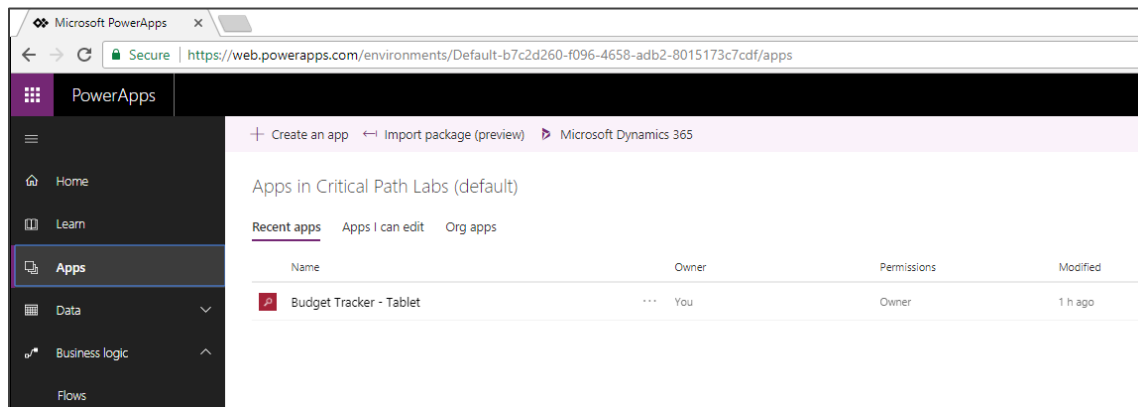 Microsoft PowerApps
Secure | https://web.powerapps.com/environments/Default-b7c2d260-f096-4658-adb2-8015173c7cdf/apps
PowerApps
Create an app Import package (preview) Microsoft Dynamics 365
Home
Apps in Critical Path Labs (default)
Learn
Recent apps Apps I can edit Org apps
Apps
Name Owner Permissions Modified
Data
Budget Tracker - Tablet ... You Owner 1 h ago
Business logic
Flows